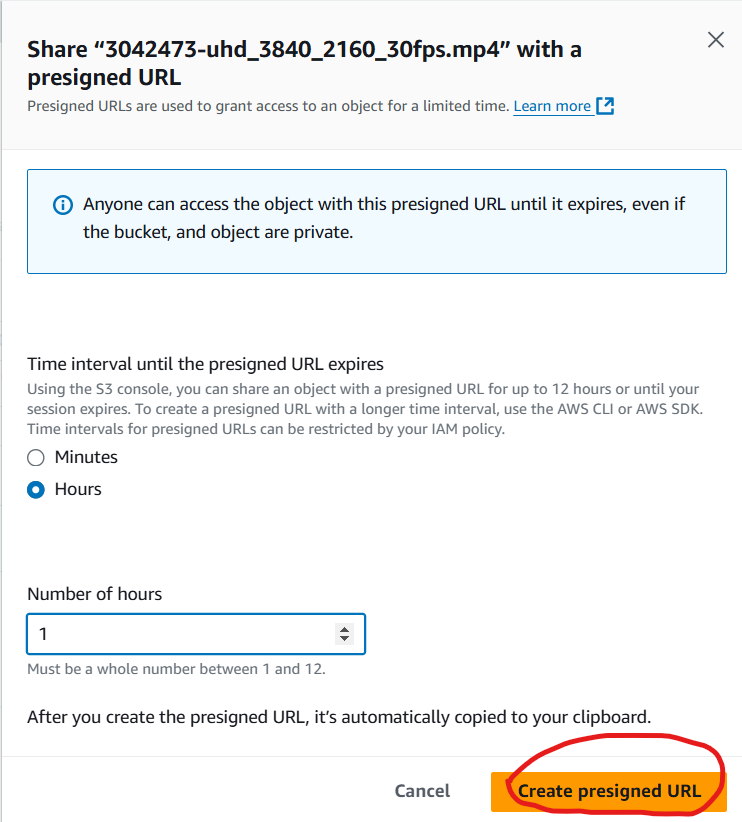 Share “3042473-uhd_3840_2160_30fps.mp4” with a
presigned URL
Presigned URLs are used to grant access to an object for a limited time. Learn more
Anyone can access the object with this presigned URL until it expires, even if
the bucket, and object are private.
Time interval until the presigned URL expires
Using the S3 console, you can share an object with a presigned URL for up to 12 hours or until your
session expires. To create a presigned URL with a longer time interval, use the AWS CLI or AWS SDK.
Time intervals for presigned URLs can be restricted by your IAM policy.
Minutes
Hours
Number of hours
1
Must be a whole number between 1 and 12.
After you create the presigned URL, it’s automatically copied to your clipboard.
Cancel
Create presigned URL